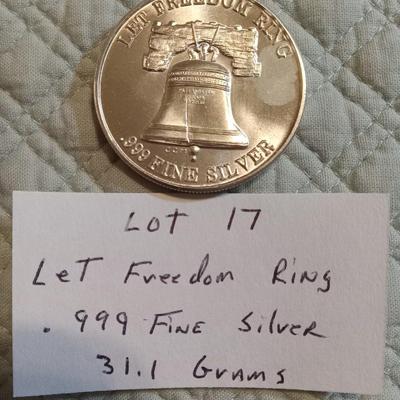 LET FREEDOM RING
.999 FINE SILVER
LOT 17
LeT Freedom Ring
.999 Fine Silver
31.1 Grams